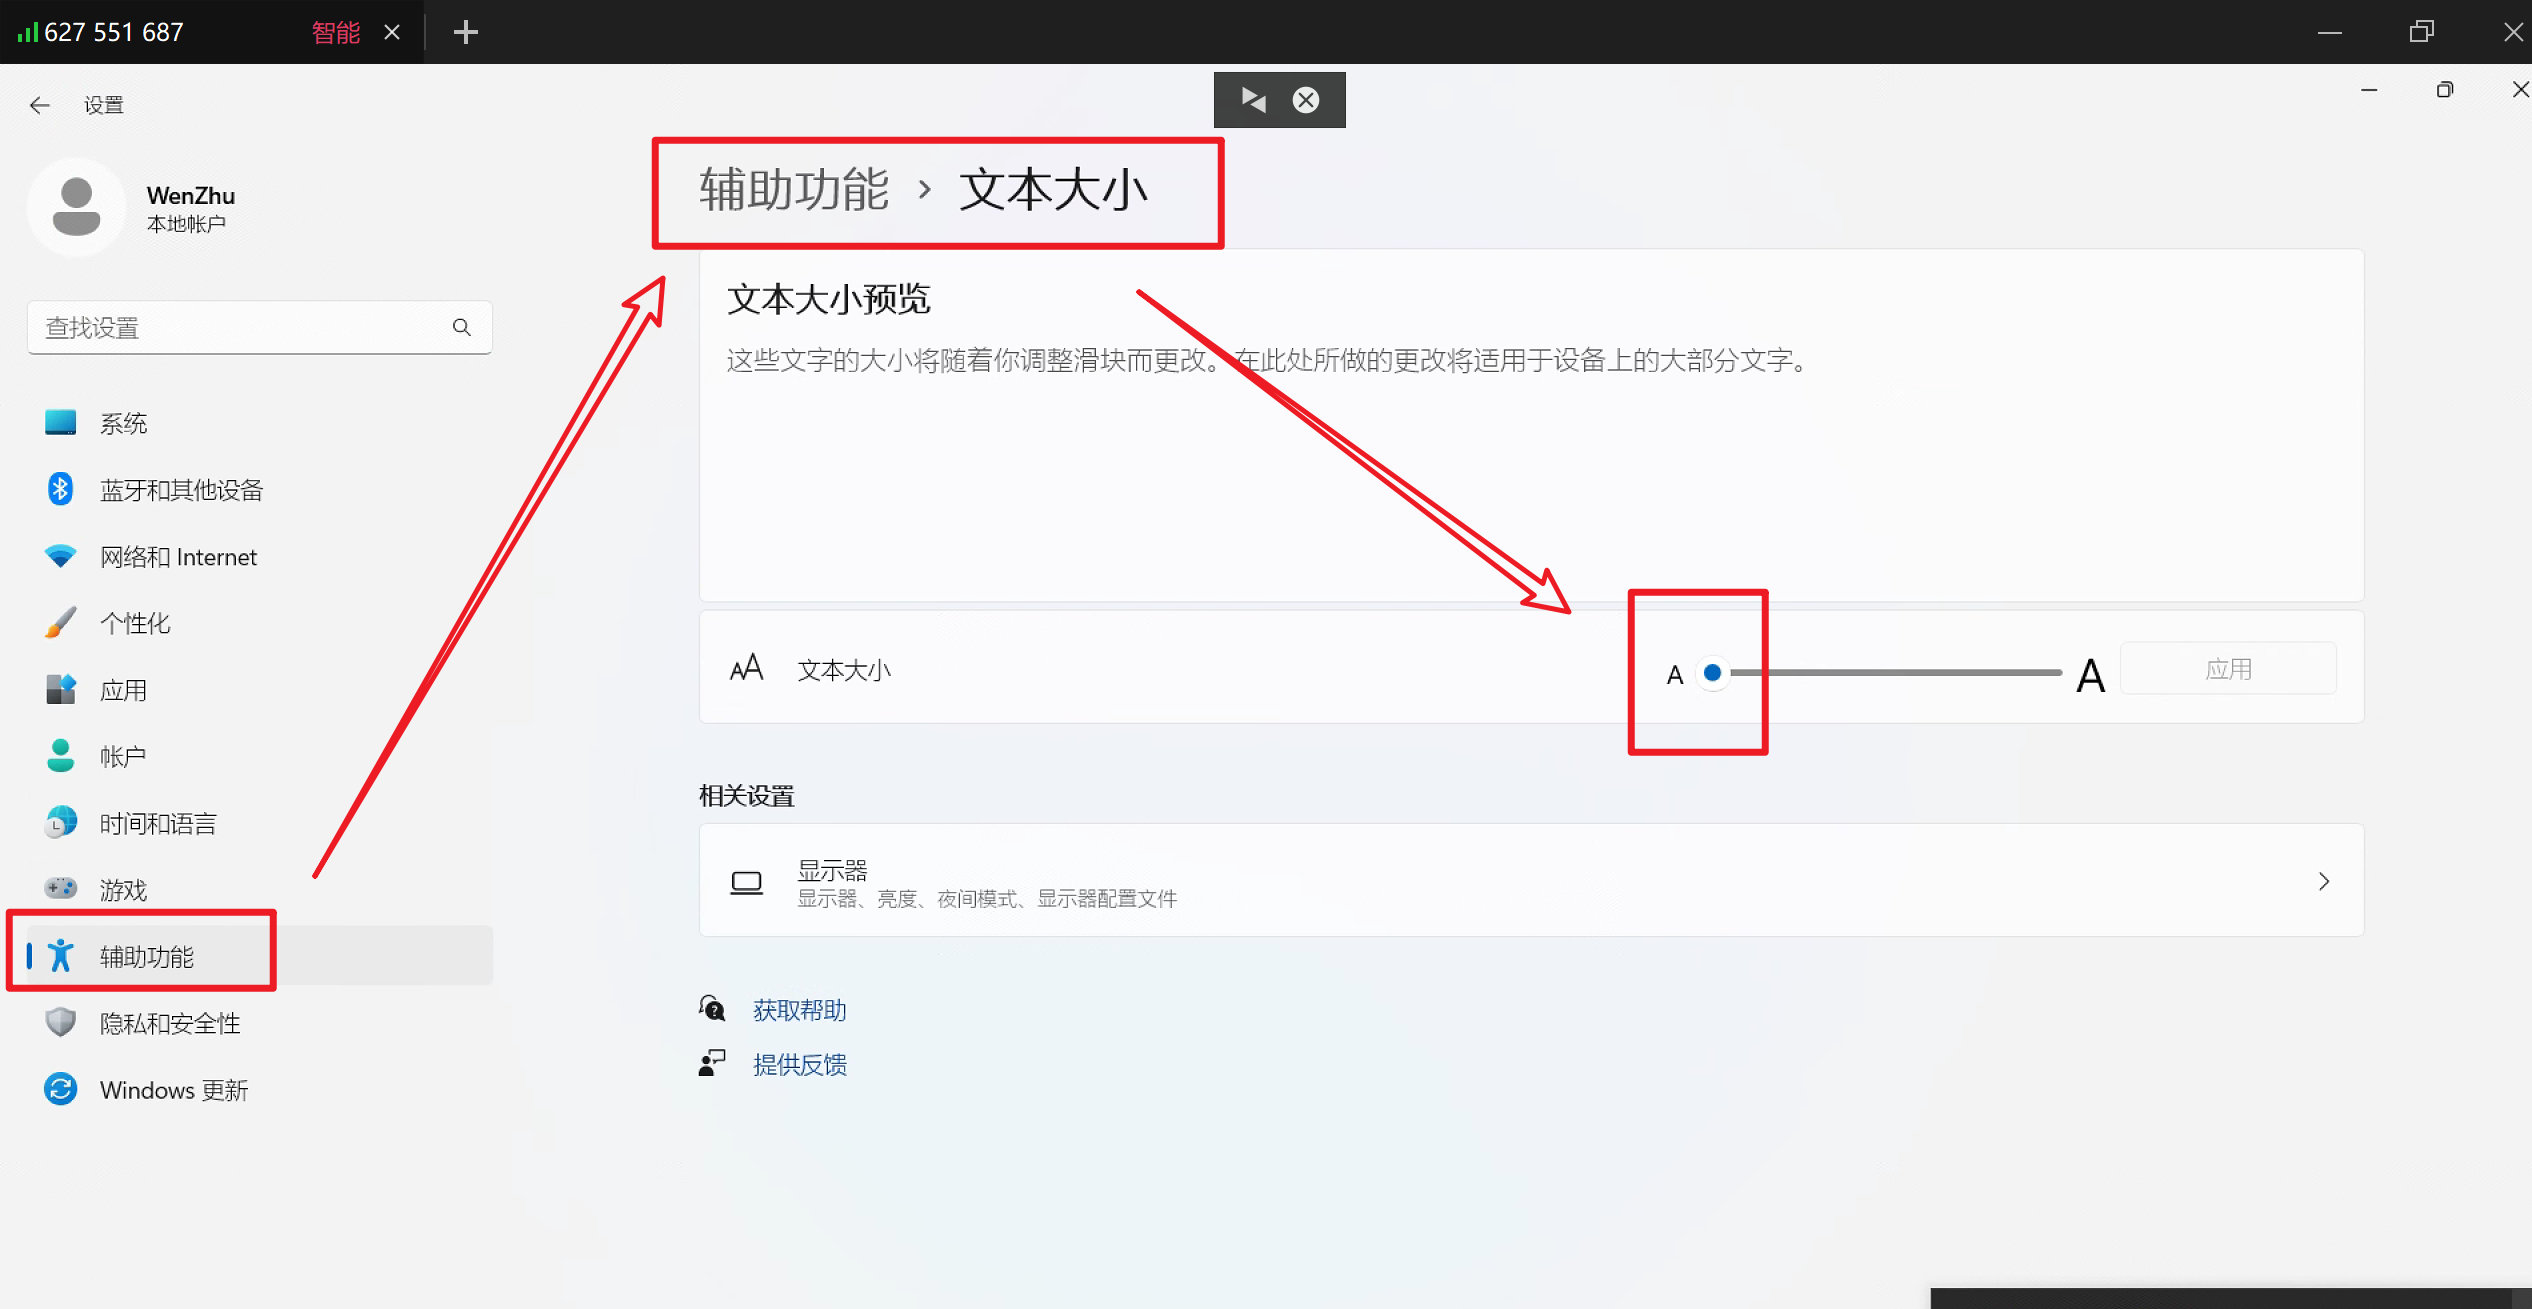 627 551 687 智能
设置
WenZhu
本地帐户
查找设置
系统
蓝牙和其他设备
网络和 Internet
个性化
应用
帐户
时间和语言
游戏
辅助功能
隐私和安全性
Windows 更新
辅助功能 › 文本大小
文本大小预览
这些文字的大小将随着你调整滑块而更改。在此处所做的更改将适用于设备上的大部分文字。
文本大小 A A 应用
相关设置
显示器
显示器、亮度、夜间模式、显示器配置文件
获取帮助
提供反馈